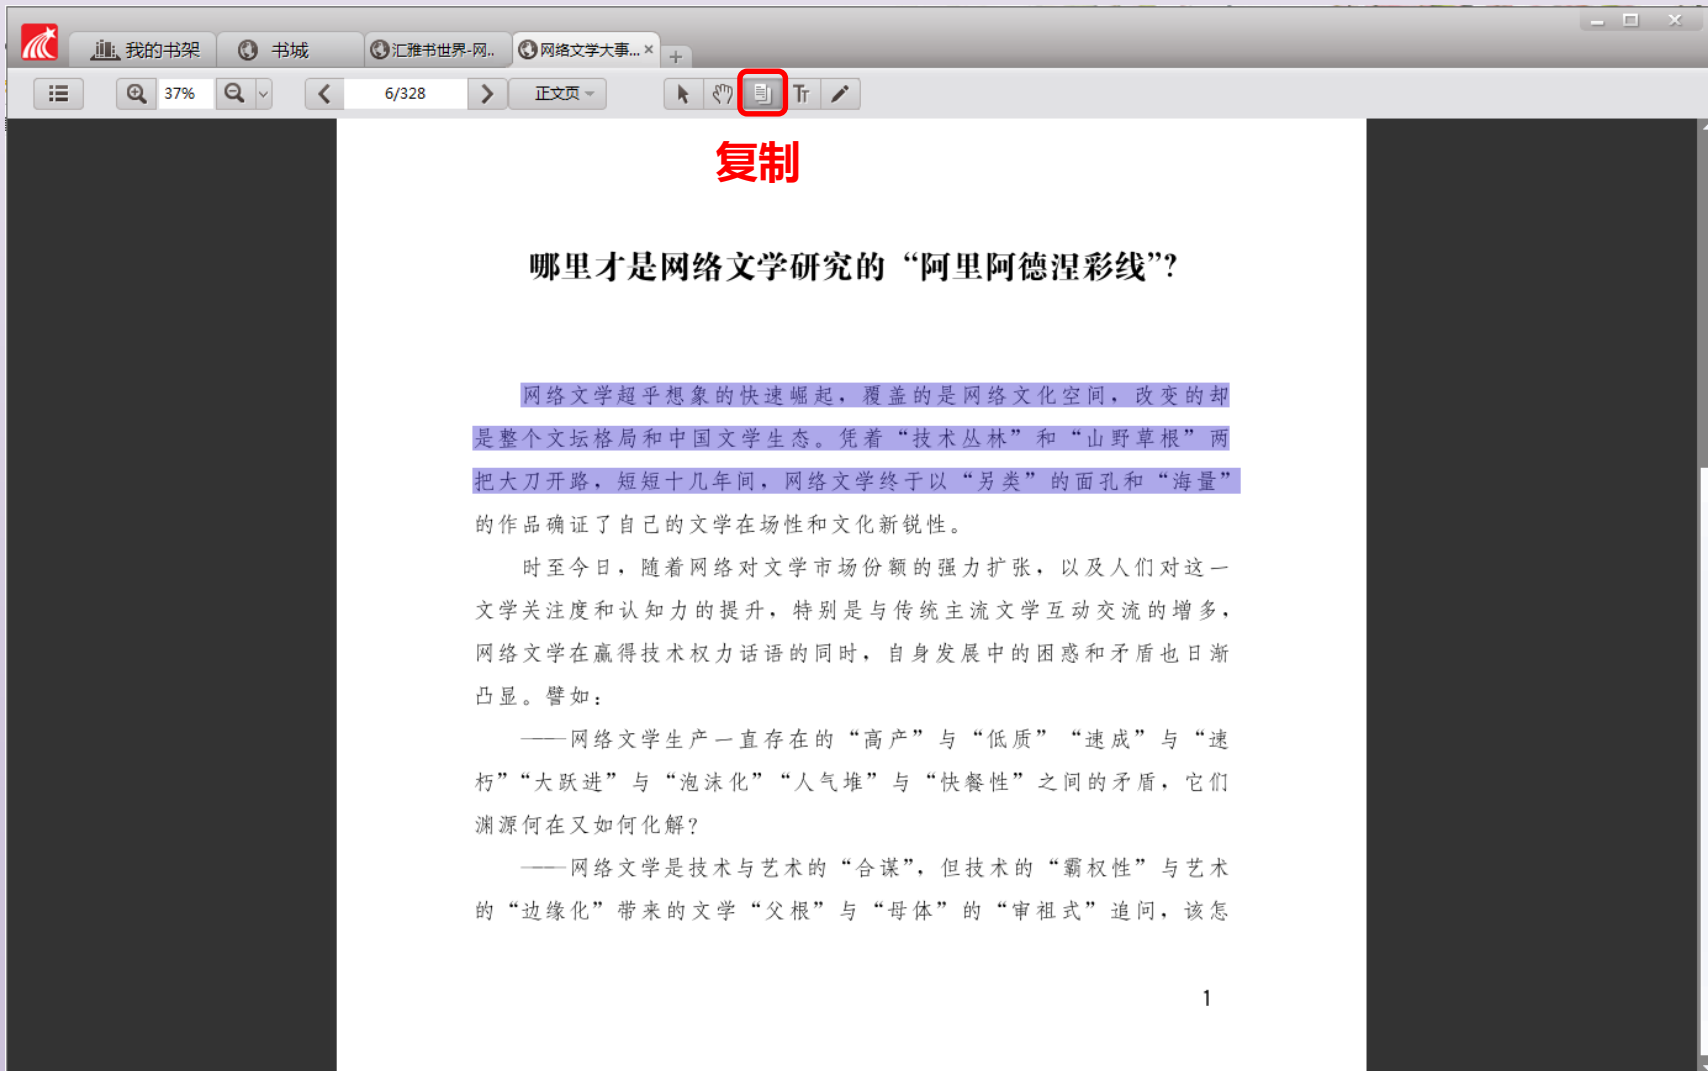 我的书架
书城
汇雅书世界-网..
网络文学大事...
37%
6/328
正文页
复制
哪里才是网络文学研究的“阿里阿德涅彩线”?
网络文学超乎想象的快速崛起，覆盖的是网络文化空间，改变的却
是整个文坛格局和中国文学生态。凭着“技术丛林”和“山野草根”两
把大刀开路，短短十几年间，网络文学终于以“另类”的面孔和“海量”
的作品确证了自己的文学在场性和文化新锐性。
时至今日，随着网络对文学市场份额的强力扩张，以及人们对这一
文学关注度和认知力的提升，特别是与传统主流文学互动交流的增多，
网络文学在赢得技术权力话语的同时，自身发展中的困惑和矛盾也日渐
凸显。譬如：
——网络文学生产一直存在的“高产”与“低质”“速成”与“速
朽”“大跃进”与“泡沫化”“人气堆”与“快餐性”之间的矛盾，它们
渊源何在又如何化解?
——网络文学是技术与艺术的“合谋”，但技术的“霸权性”与艺术
的“边缘化”带来的文学“父根”与“母体”的“审祖式”追问，该怎
1